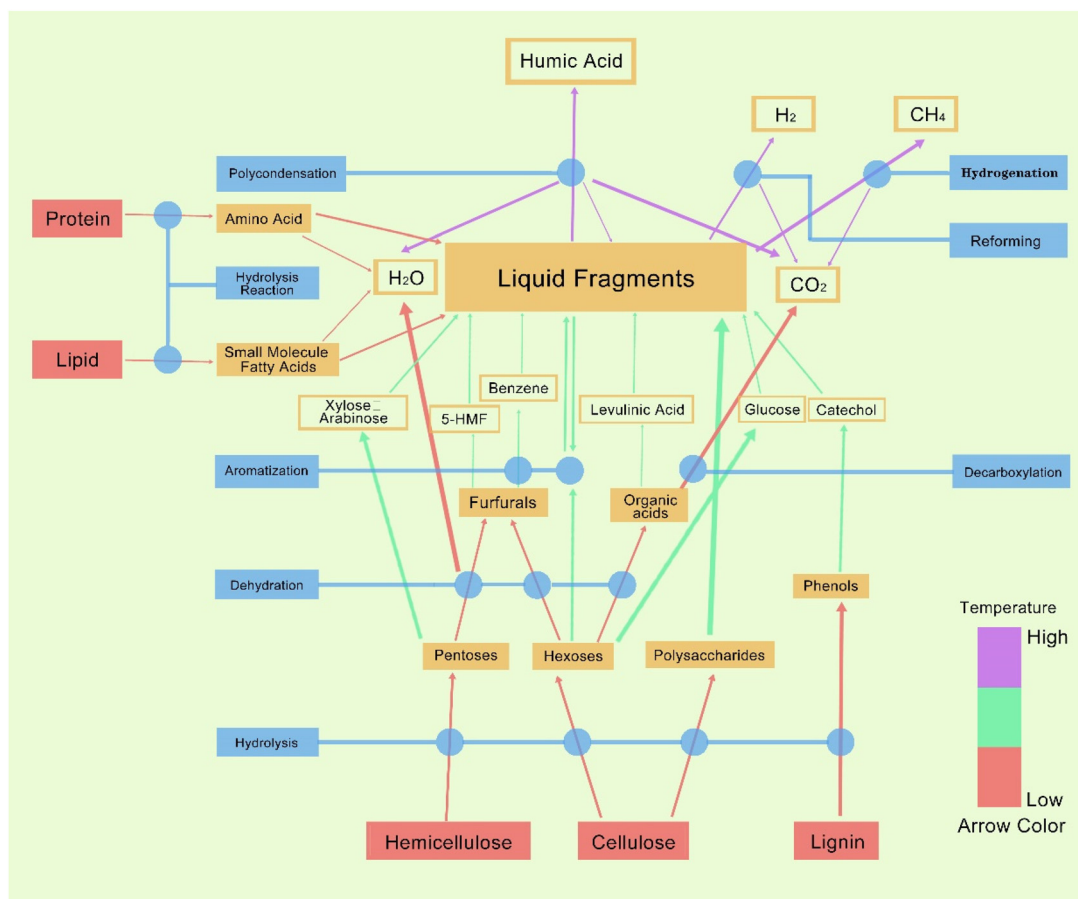 Humic Acid
H₂
CH₄
Polycondensation
Hydrogenation
Protein
Amino Acid
Reforming
Hydrolysis
Reaction
H₂O
Liquid Fragments
CO₂
Lipid
Small Molecule
Fatty Acids
Xylose□
Arabinose
5-HMF
Benzene
Levulinic Acid
Glucose
Catechol
Aromatization
Decarboxylation
Furfurals
Organic
acids
Dehydration
Phenols
Pentoses
Hexoses
Polysaccharides
Hydrolysis
Hemicellulose
Cellulose
Lignin
Temperature
High
Low
Arrow Color